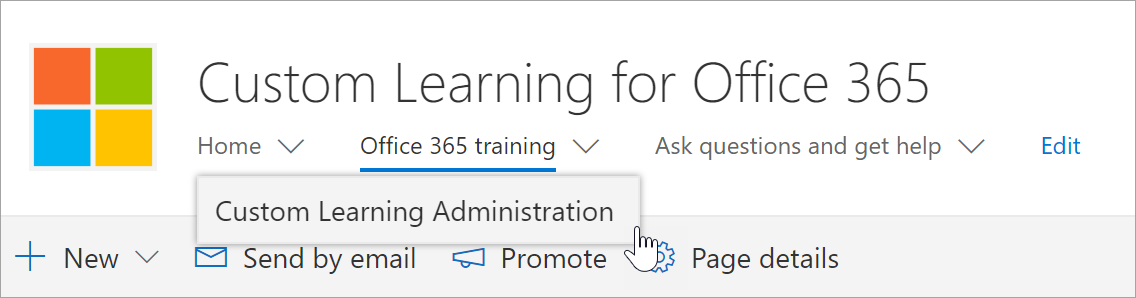 Custom Learning for Office 365
Home Office 365 training Ask questions and get help Edit
Custom Learning Administration
New Send by email Promote Page details